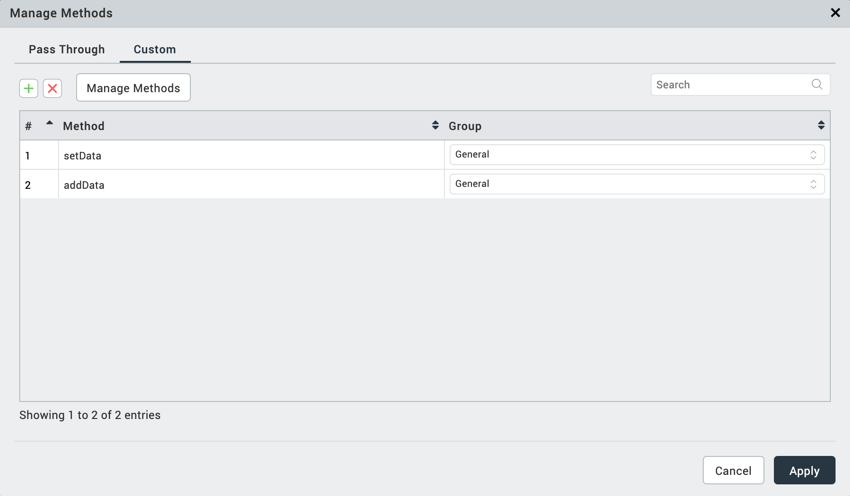 Manage Methods
Pass Through Custom
Manage Methods Search
# Method Group
1 setData General
2 addData General
Showing 1 to 2 of 2 entries
Cancel Apply